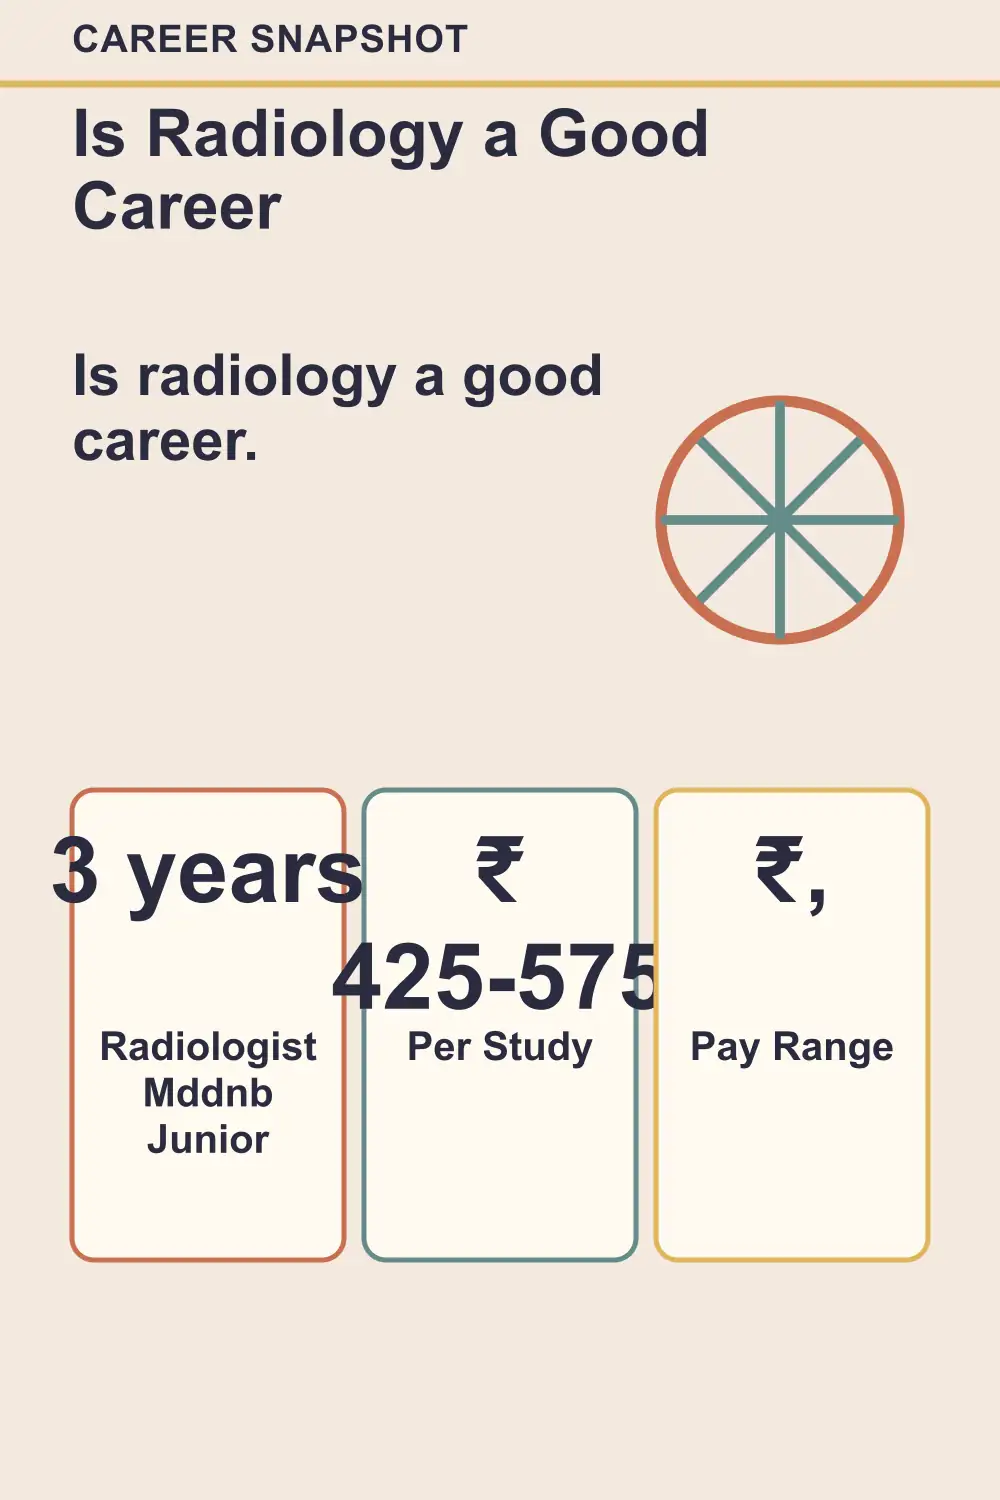 CAREER SNAPSHOT
Is Radiology a Good
Career
Is radiology a good
career.
3 years
Radiologist
Mddnb
Junior
₹
425-575
Per Study
₹,
Pay Range